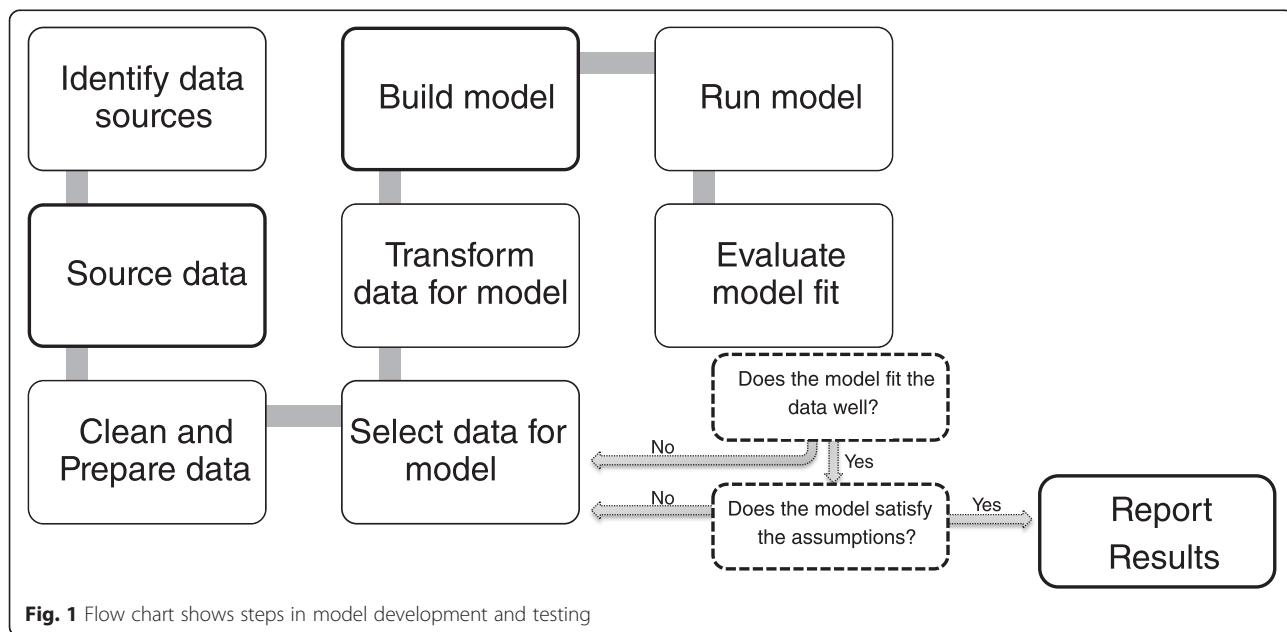 Identify data
sources
Source data
Clean and
Prepare data
Select data for
model
Transform
data for model
Build model
Run model
Evaluate
model fit
Does the model fit the
data well?
No
Yes
Does the model satisfy
the assumptions?
No
Yes
Report
Results
Fig. 1 Flow chart shows steps in model development and testing